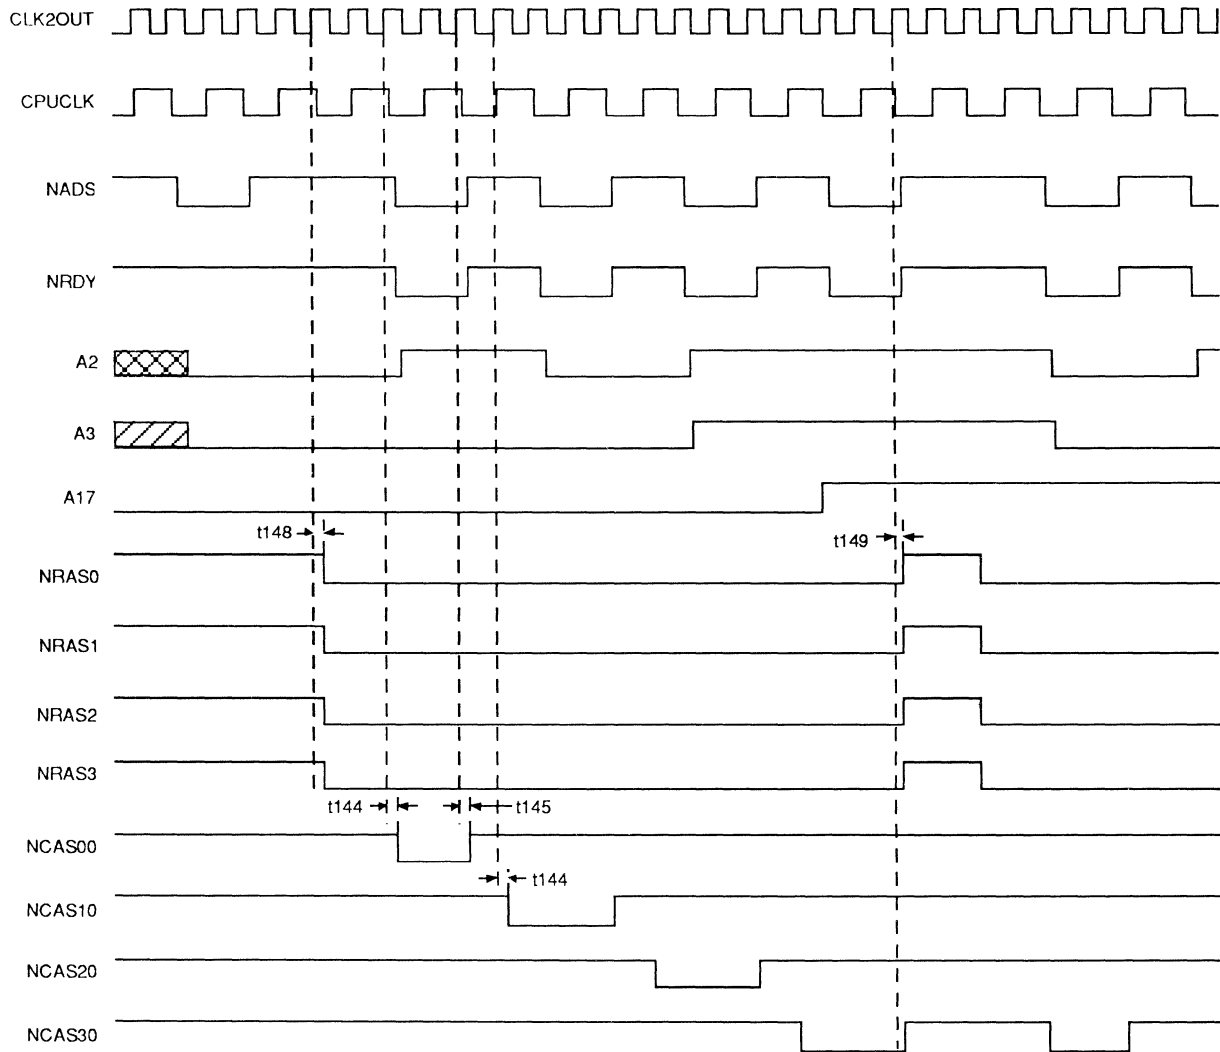 CLK2OUT
CPUCLK
NADS
NRDY
A2
A3
A17
t148
t149
NRAS0
NRAS1
NRAS2
NRAS3
t144
t145
NCAS00
t144
NCAS10
NCAS20
NCAS30